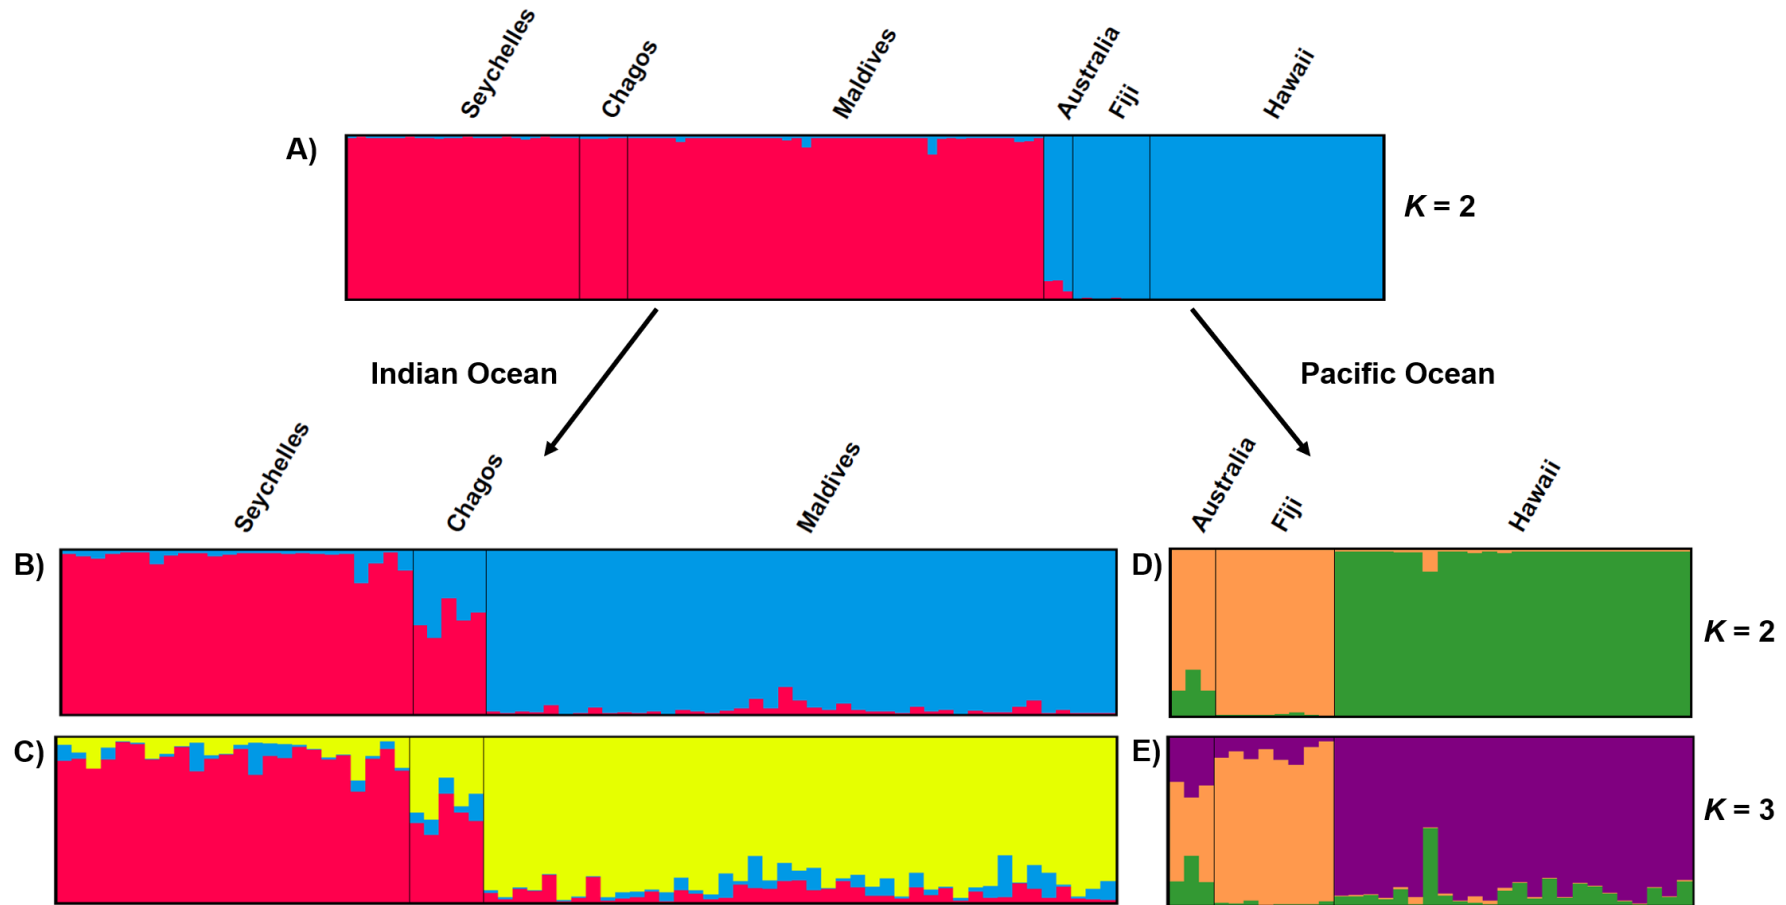 Seychelles
Chagos
Maldives
Australia
Fiji
Hawaii
A)
K = 2
Indian Ocean
Pacific Ocean
Seychelles
Chagos
Maldives
Australia
Fiji
Hawaii
B)
D)
K = 2
C)
E)
K = 3